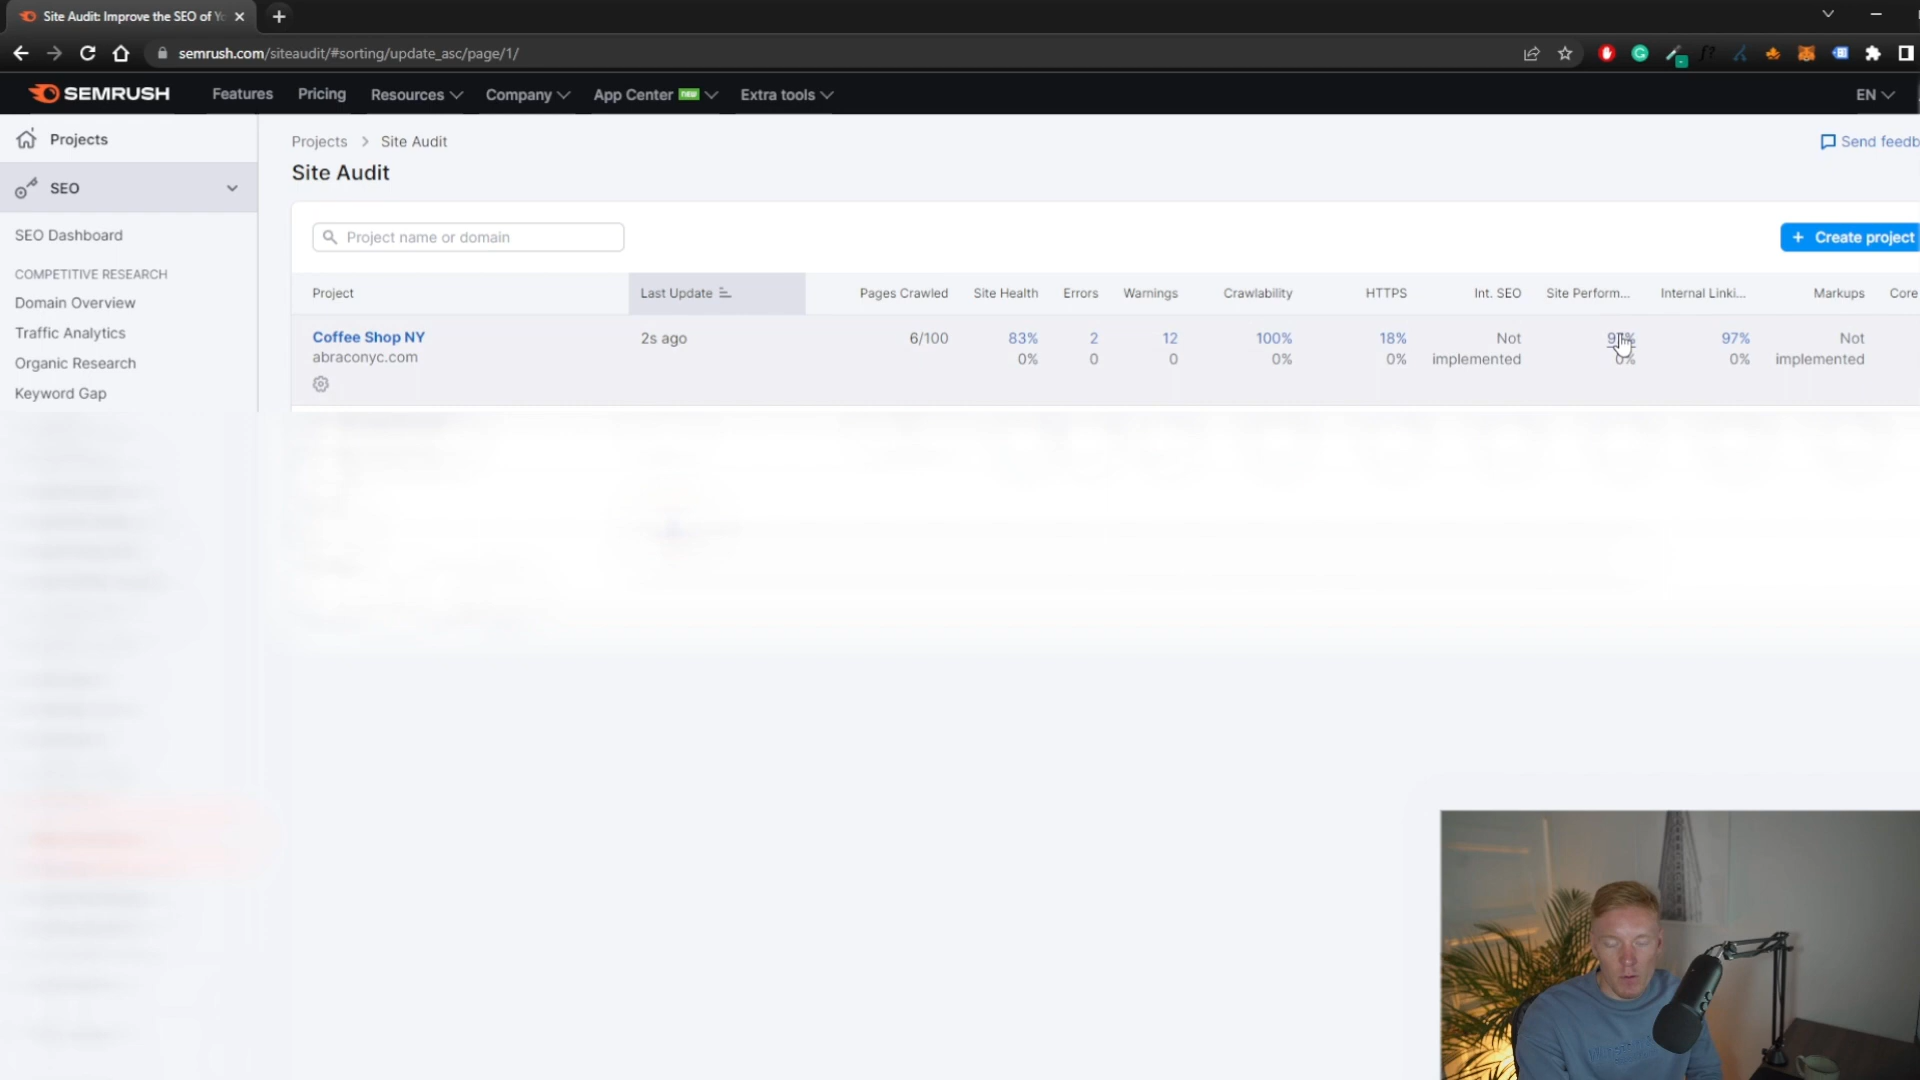 Site Audit: Improve the SEO of Yo
semrush.com/siteaudit/#sorting/update_asc/page/1/
SEMRUSH
Features
Pricing
Resources
Company
App Center new
Extra tools
EN
Projects
SEO
SEO Dashboard
COMPETITIVE RESEARCH
Domain Overview
Traffic Analytics
Organic Research
Keyword Gap
Projects > Site Audit
Send feedb
Site Audit
Project name or domain
+ Create project
Project Last Update Pages Crawled Site Health Errors Warnings Crawlability HTTPS Int. SEO Site Perform... Internal Linki... Markups Core
Coffee Shop NY 2s ago 6/100 83% 2 12 100% 18% Not 97% Not
abraconyc.com 0% 0 0 0% 0% implemented 0% 0% implemented